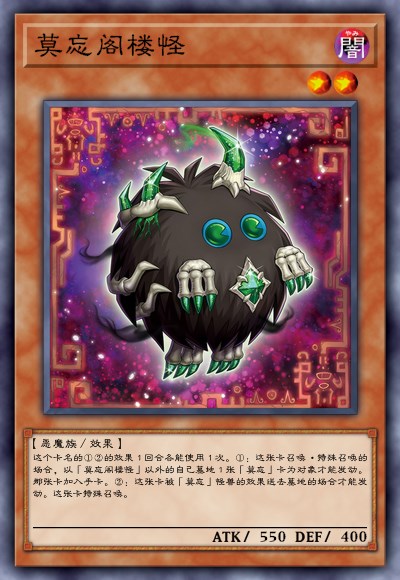 莫忘阁楼怪
やみ
闇
【恶魔族／效果】
这个卡名的①②的效果1回合各能使用1次。①：这张卡召唤·特殊召唤的
场合，以「莫忘阁楼怪」以外的自己墓地1张「莫忘」卡为对象才能发动。
那张卡加入手卡。②：这张卡被「莫忘」怪兽的效果送去墓地的场合才能发
动。这张卡特殊召唤。
ATK/ 550 DEF/ 400